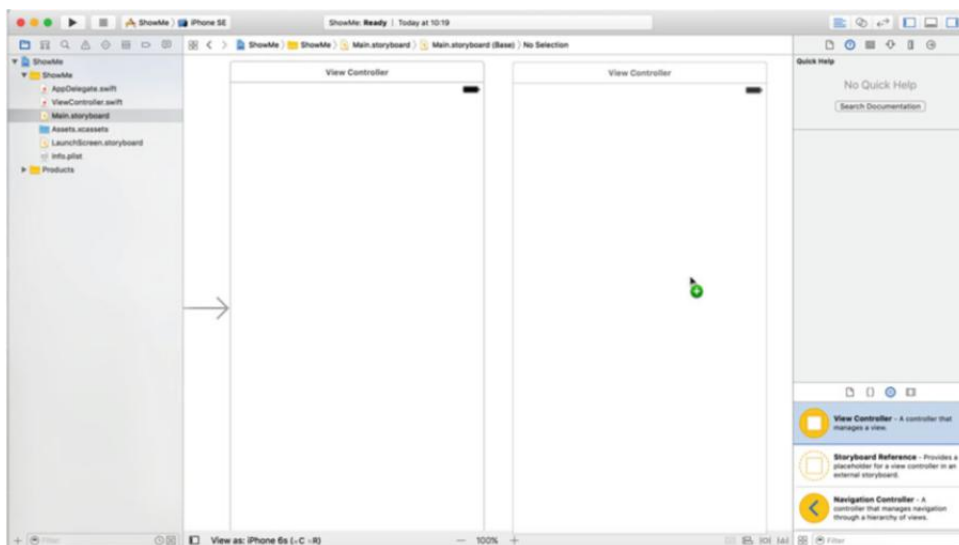 ShowMe
iPhone SE
ShowMe: Ready | Today at 10:19
ShowMe
ShowMe
Main.storyboard
Main.storyboard (Base)
No Selection
ShowMe
ShowMe
AppDelegate.swift
ViewController.swift
Main.storyboard
Assets.xcassets
LaunchScreen.storyboard
Info.plist
Products
View Controller
View Controller
Quick Help
No Quick Help
Search Documentation
View Controller - A controller that
manages a view.
Storyboard Reference - Provides a
placeholder for a view controller in an
external storyboard.
Navigation Controller - A
controller that manages navigation
through a hierarchy of views.
Filter
View as: iPhone 6s (wC hR)
100%
Filter